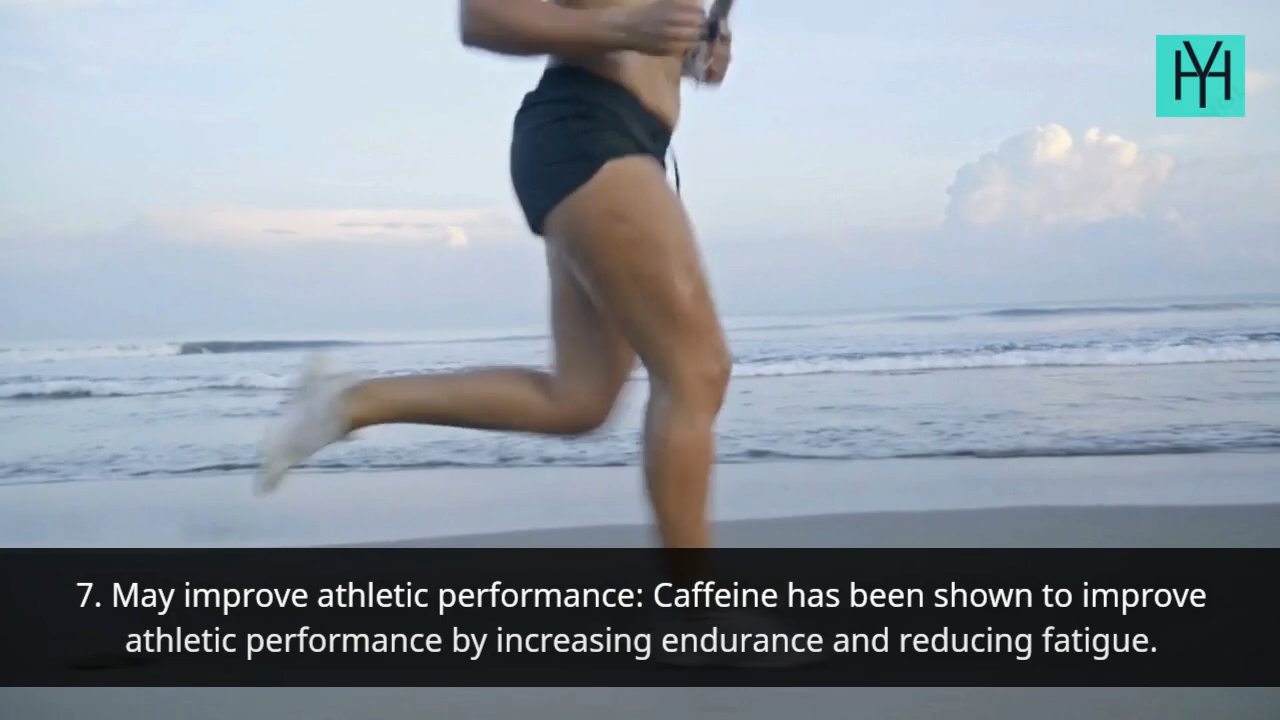 YH
7. May improve athletic performance: Caffeine has been shown to improve
athletic performance by increasing endurance and reducing fatigue.